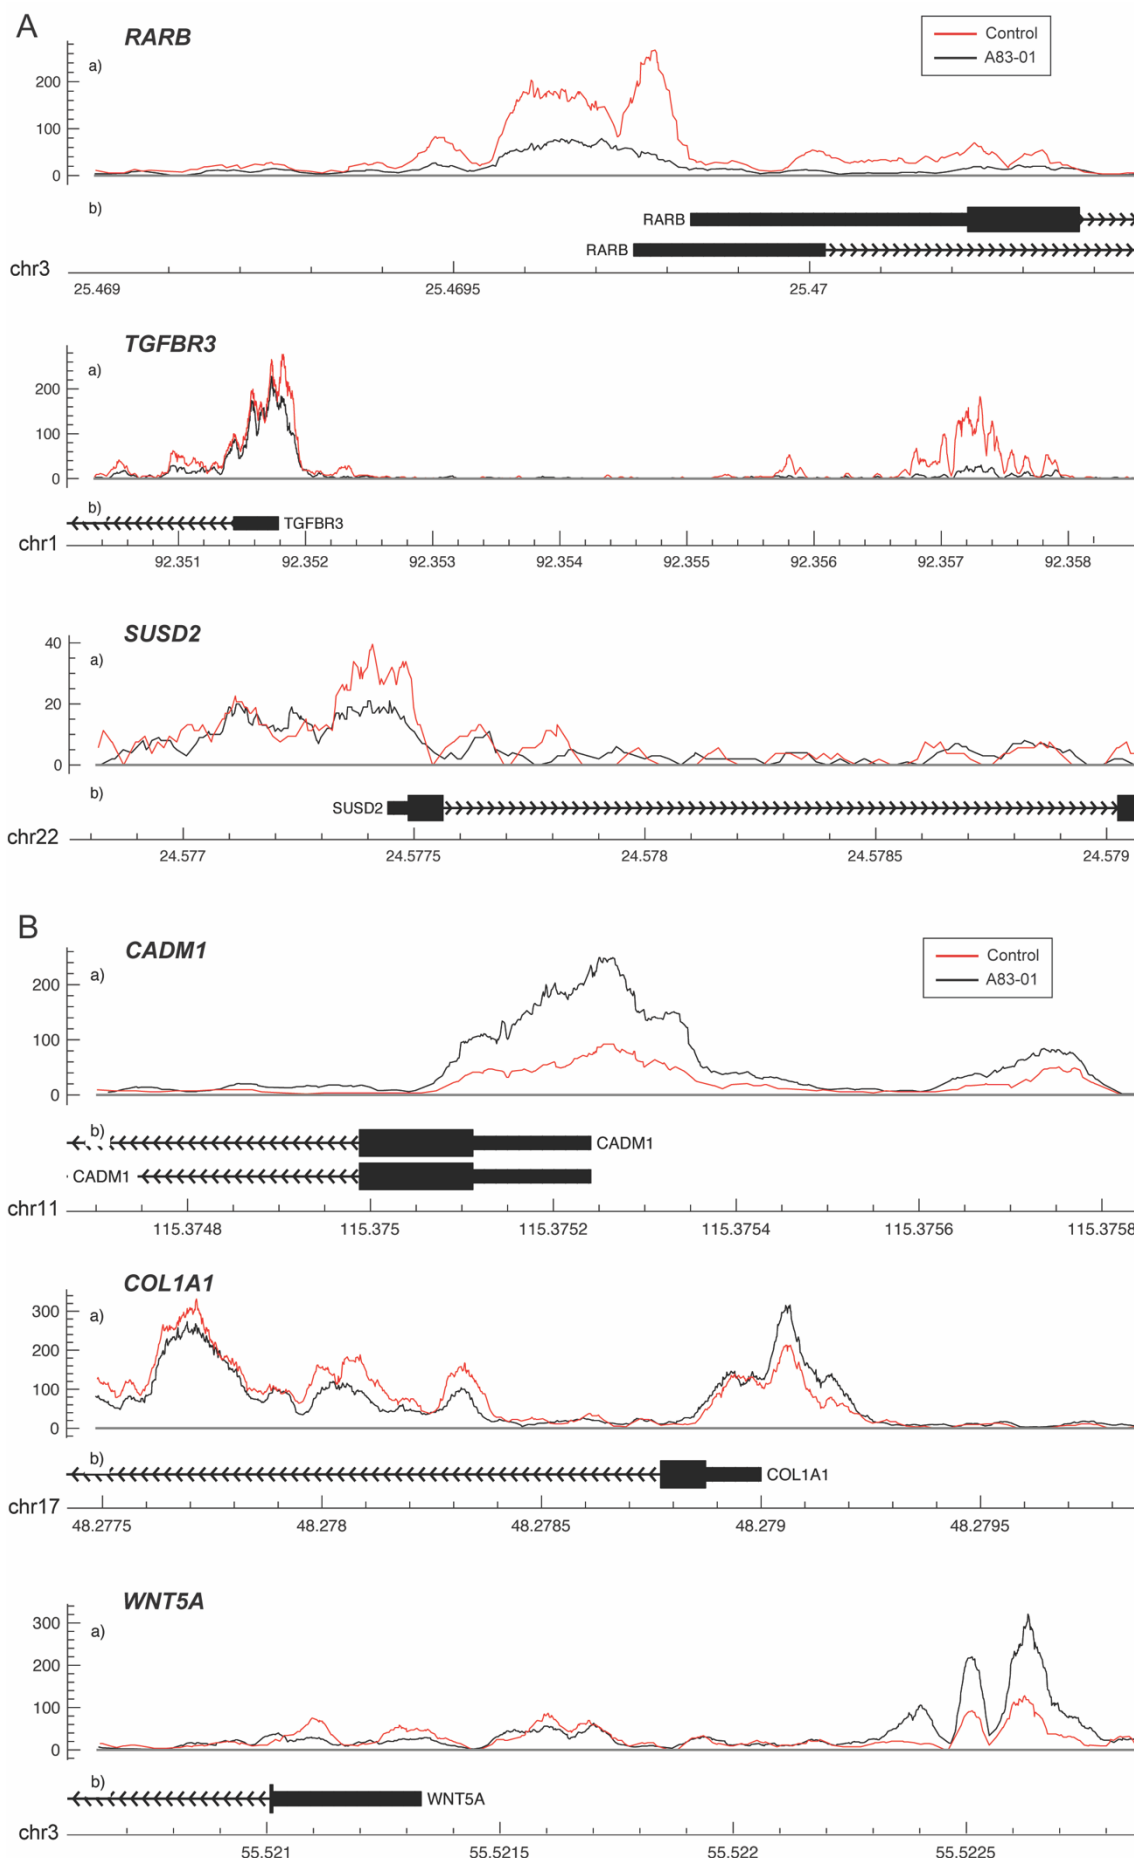 A
RARB
Control
A83-01
a)
200
100
0
b)
RARB
RARB
chr3
25.469 25.4695 25.47
TGFBR3
a)
200
100
0
b)
TGFBR3
chr1
92.351 92.352 92.353 92.354 92.355 92.356 92.357 92.358
SUSD2
40
a)
20
0
b)
SUSD2
chr22
24.577 24.5775 24.578 24.5785 24.579
B
CADM1
Control
A83-01
a)
200
100
0
b)
CADM1
CADM1
chr11
115.3748 115.375 115.3752 115.3754 115.3756 115.3758
COL1A1
a)
300
200
100
0
b)
COL1A1
chr17
48.2775 48.278 48.2785 48.279 48.2795
WNT5A
300
a)
200
100
0
b)
WNT5A
chr3
55.521 55.5215 55.522 55.5225